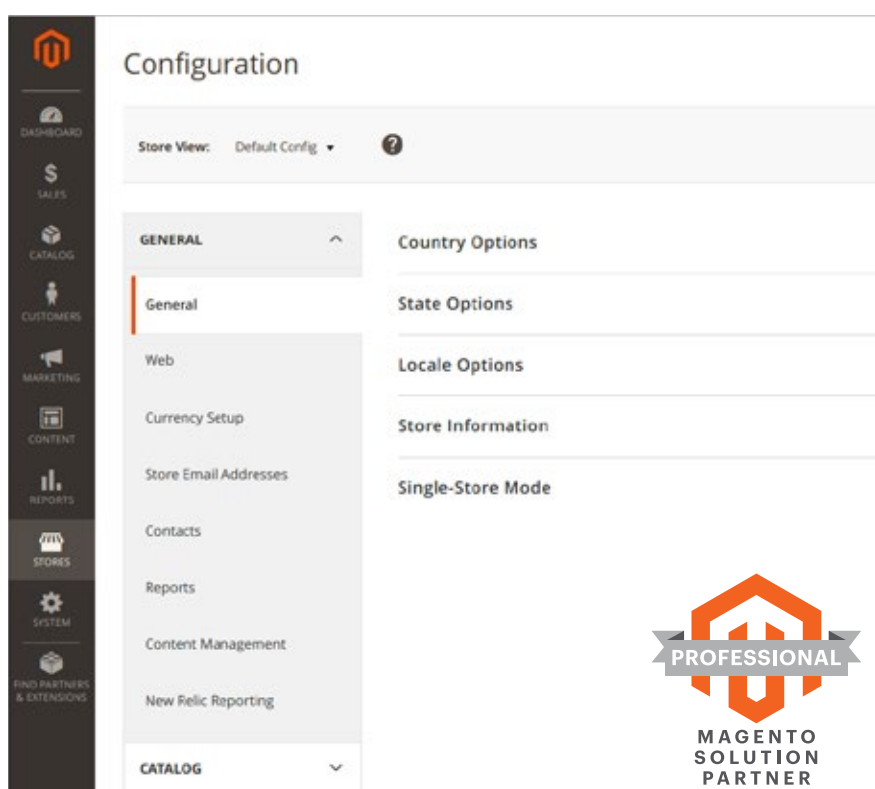 Configuration
DASHBOARD
Store View: Default Config
SALES
GENERAL
Country Options
CATALOG
General
State Options
CUSTOMERS
Web
Locale Options
MARKETING
Currency Setup
Store Information
CONTENT
Store Email Addresses
Single-Store Mode
REPORTS
Contacts
STORES
Reports
SYSTEM
Content Management
PROFESSIONAL
FIND PARTNERS
& EXTENSIONS
New Relic Reporting
MAGENTO
SOLUTION
PARTNER
CATALOG